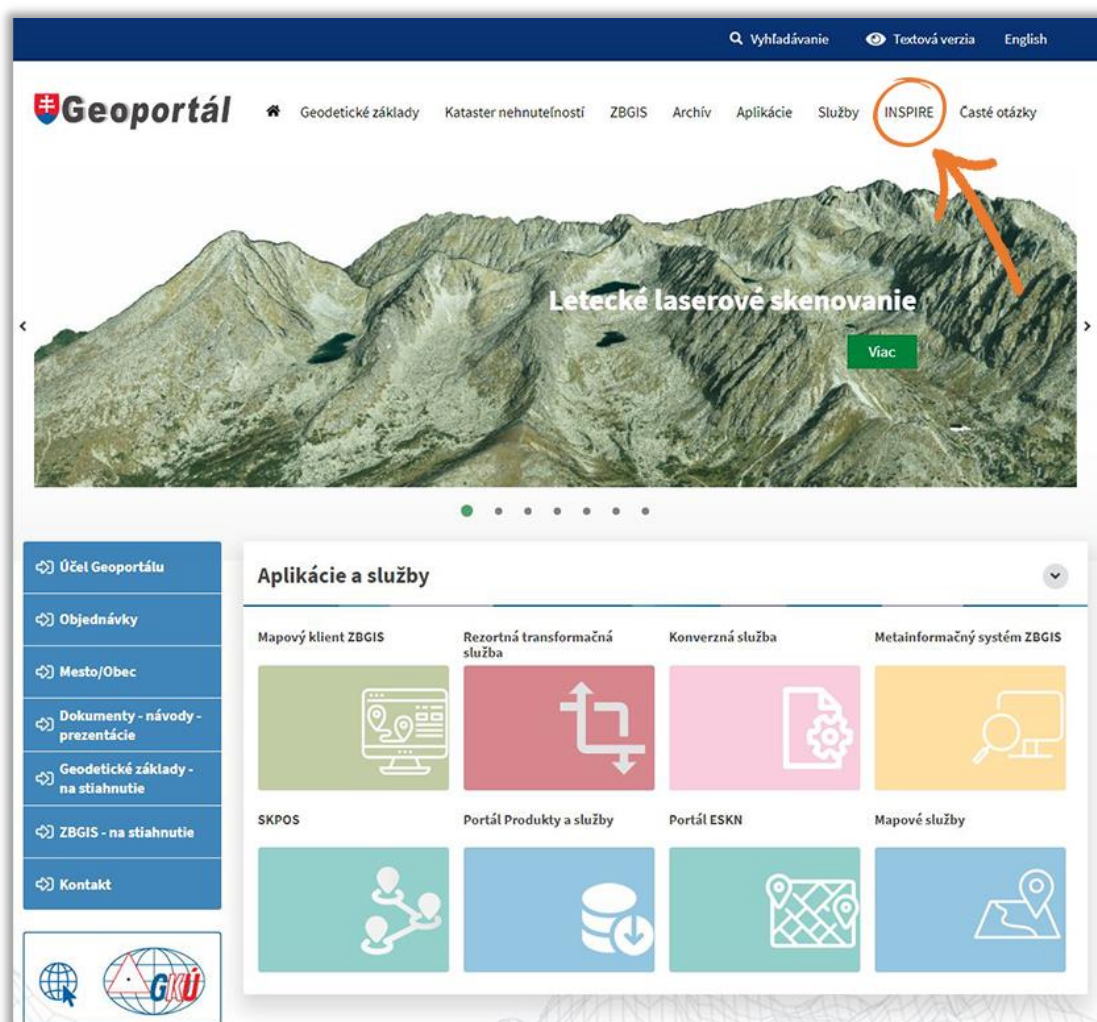 Vyhľadávanie Textová verzia English
Geoportál
Geodetické základy Kataster nehnuteľností ZBGIS Archív Aplikácie Služby INSPIRE Časté otázky
Letecké laserové skenovanie
Viac
Účel Geoportálu
Objednávky
Mesto/Obec
Dokumenty - návody -
prezentácie
Geodetické základy -
na stiahnutie
ZBGIS - na stiahnutie
Kontakt
GKÚ
Aplikácie a služby
Mapový klient ZBGIS
Rezortná transformačná
služba
Konverzná služba
Metainformačný systém ZBGIS
SKPOS
Portál Produkty a služby
Portál ESKN
Mapové služby